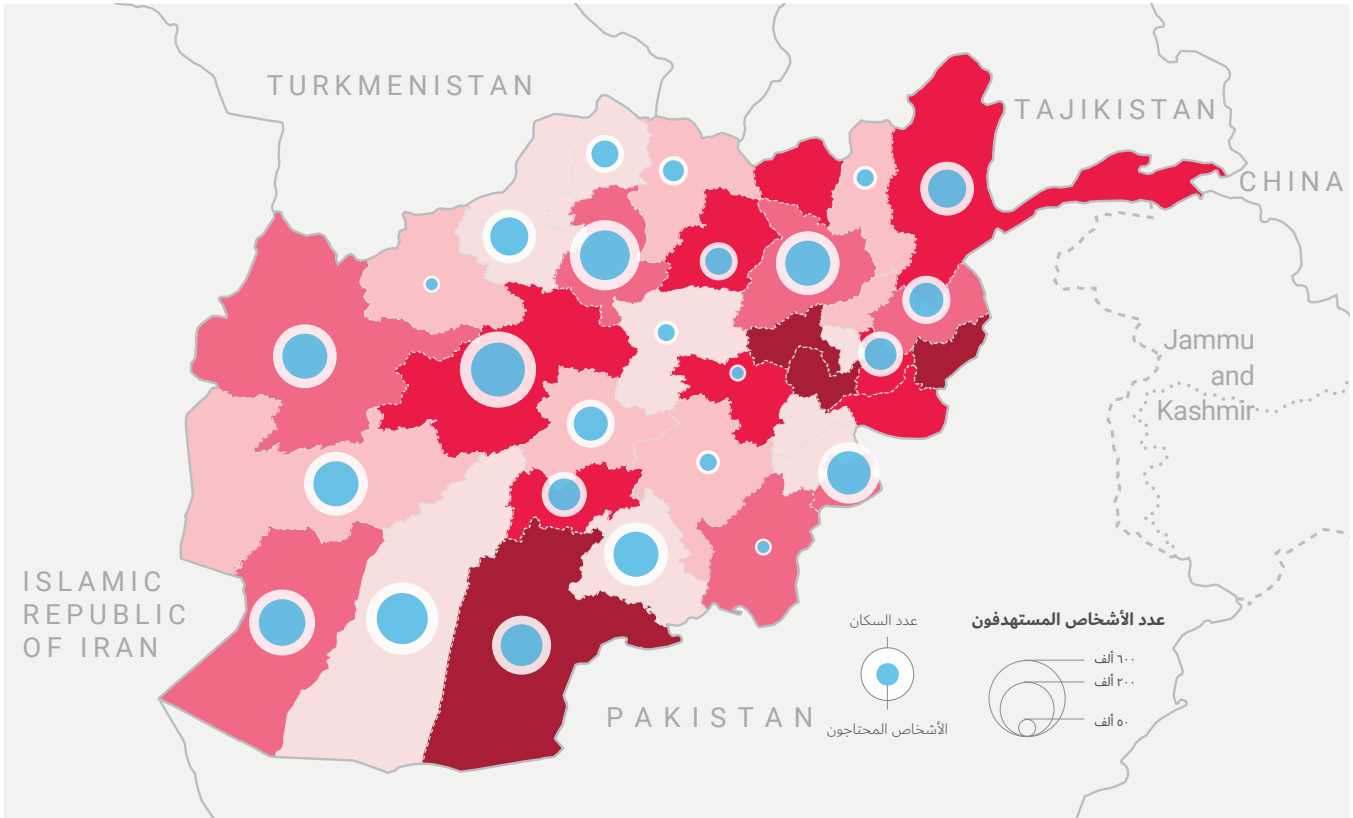 TURKMENISTAN
TAJIKISTAN
CHINA
Jammu
and
Kashmir
ISLAMIC
REPUBLIC
OF IRAN
PAKISTAN
عدد الأشخاص المستهدفون
٦٠٠ ألف
٢٠٠ ألف
٥٠ ألف
عدد السكان
الأشخاص المحتاجون